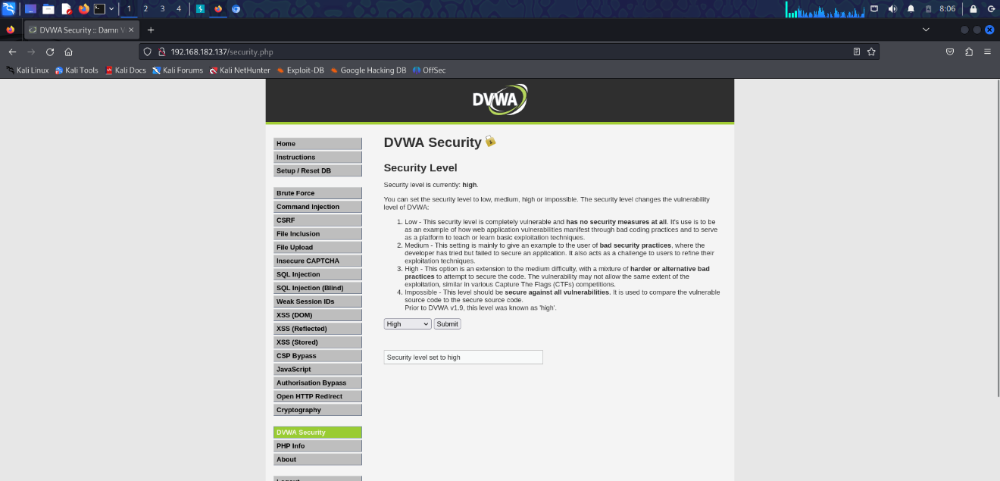 1 2 3 4 8:06
DVWA Security :: Damn V
192.168.182.137/security.php
Kali Linux Kali Tools Kali Docs Kali Forums Kali NetHunter Exploit-DB Google Hacking DB OffSec
DVWA
Home
Instructions
Setup / Reset DB
Brute Force
Command Injection
CSRF
File Inclusion
File Upload
Insecure CAPTCHA
SQL Injection
SQL Injection (Blind)
Weak Session IDs
XSS (DOM)
XSS (Reflected)
XSS (Stored)
CSP Bypass
JavaScript
Authorisation Bypass
Open HTTP Redirect
Cryptography
DVWA Security
PHP Info
About
Logout
DVWA Security
Security Level
Security level is currently: high.
You can set the security level to low, medium, high or impossible. The security level changes the vulnerability
level of DVWA:
1. Low - This security level is completely vulnerable and has no security measures at all. It's use is to be
as an example of how web application vulnerabilities manifest through bad coding practices and to serve
as a platform to teach or learn basic exploitation techniques.
2. Medium - This setting is mainly to give an example to the user of bad security practices, where the
developer has tried but failed to secure an application. It also acts as a challenge to users to refine their
exploitation techniques.
3. High - This option is an extension to the medium difficulty, with a mixture of harder or alternative bad
practices to attempt to secure the code. The vulnerability may not allow the same extent of the
exploitation, similar in various Capture The Flags (CTFs) competitions.
4. Impossible - This level should be secure against all vulnerabilities. It is used to compare the vulnerable
source code to the secure source code.
Prior to DVWA v1.9, this level was known as 'high'.
High Submit
Security level set to high